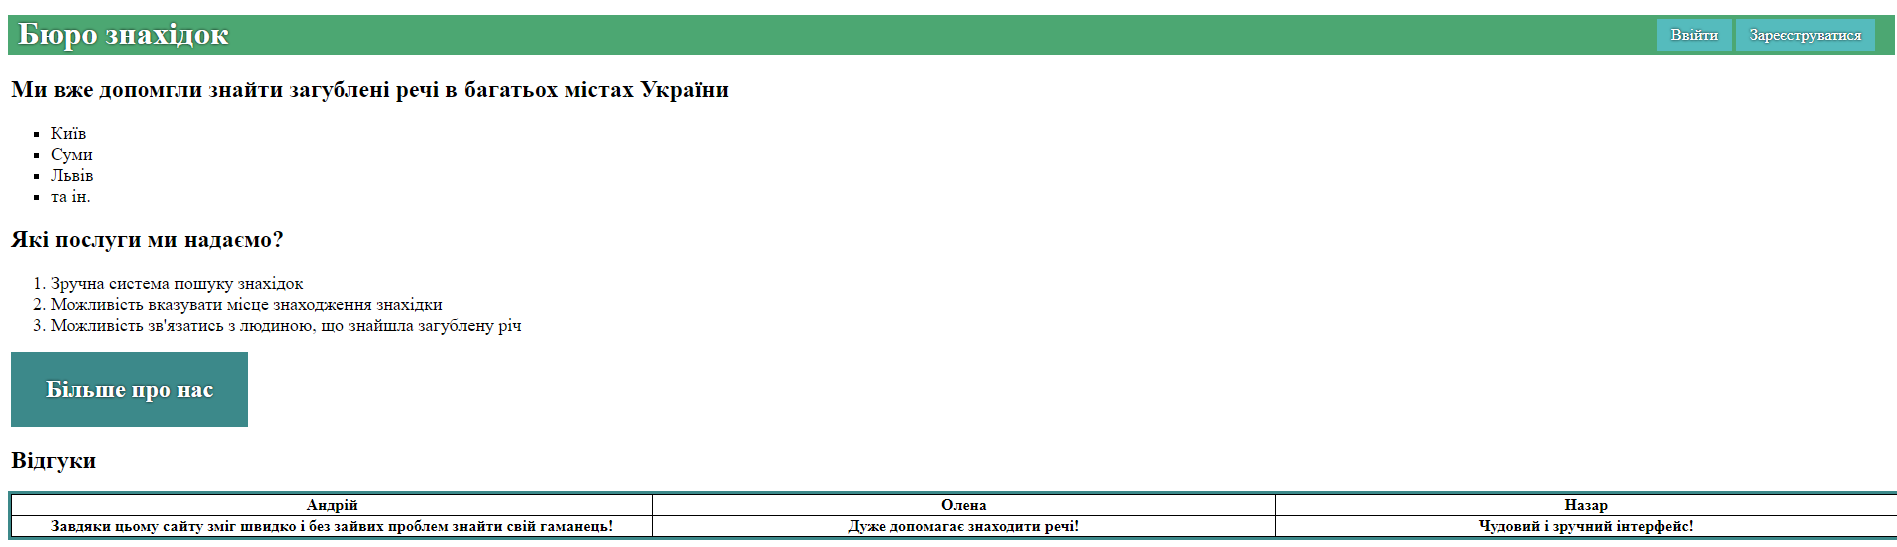 Бюро знахідок
Ввійти
Зареєструватися
Ми вже допомгли знайти загублені речі в багатьох містах України
Київ
Суми
Львів
та ін.
Які послуги ми надаємо?
1. Зручна система пошуку знахідок
2. Можливість вказувати місце знаходження знахідки
3. Можливість зв'язатись з людиною, що знайшла загублену річ
Більше про нас
Відгуки
Андрій Олена Назар
Завдяки цьому сайту зміг швидко і без зайвих проблем знайти свій гаманець! Дуже допомагає знаходити речі! Чудовий і зручний інтерфейс!